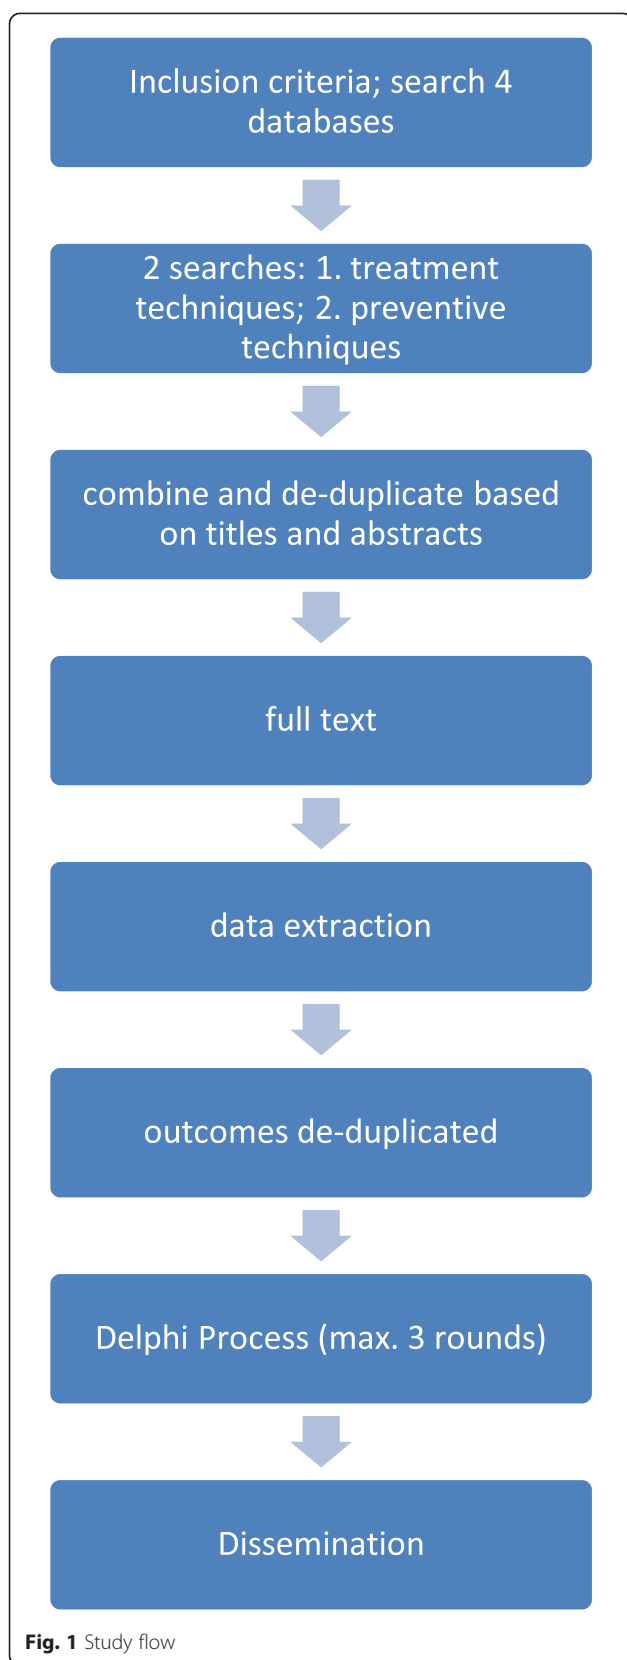 Inclusion criteria; search 4
databases
2 searches: 1. treatment
techniques; 2. preventive
techniques
combine and de-duplicate based
on titles and abstracts
full text
data extraction
outcomes de-duplicated
Delphi Process (max. 3 rounds)
Dissemination
Fig. 1 Study flow